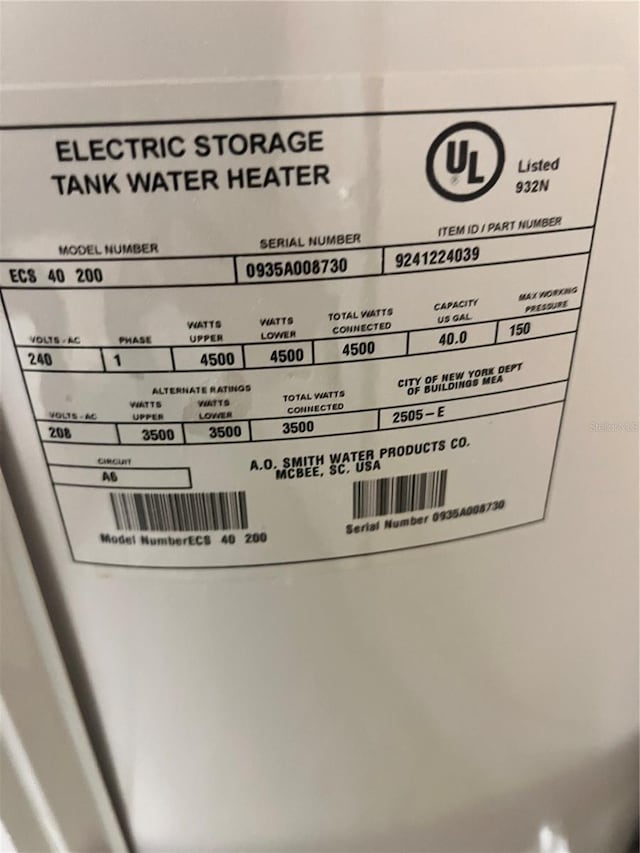 ELECTRIC STORAGE
TANK WATER HEATER
UL
®
Listed
932N
MODEL NUMBER SERIAL NUMBER ITEM ID / PART NUMBER
ECS 40 200 0935A008730 9241224039
VOLTS - AC PHASE WATTS UPPER WATTS LOWER TOTAL WATTS CONNECTED CAPACITY US GAL. MAX WORKING PRESSURE
240 1 4500 4500 4500 40.0 150
ALTERNATE RATINGS
VOLTS - AC WATTS UPPER WATTS LOWER TOTAL WATTS CONNECTED CITY OF NEW YORK DEPT OF BUILDINGS MEA
208 3500 3500 3500 2505 - E
CIRCUIT
A6
A.O. SMITH WATER PRODUCTS CO.
MCBEE, SC. USA
Model NumberECS 40 200
Serial Number 0935A008730
StellarMLS